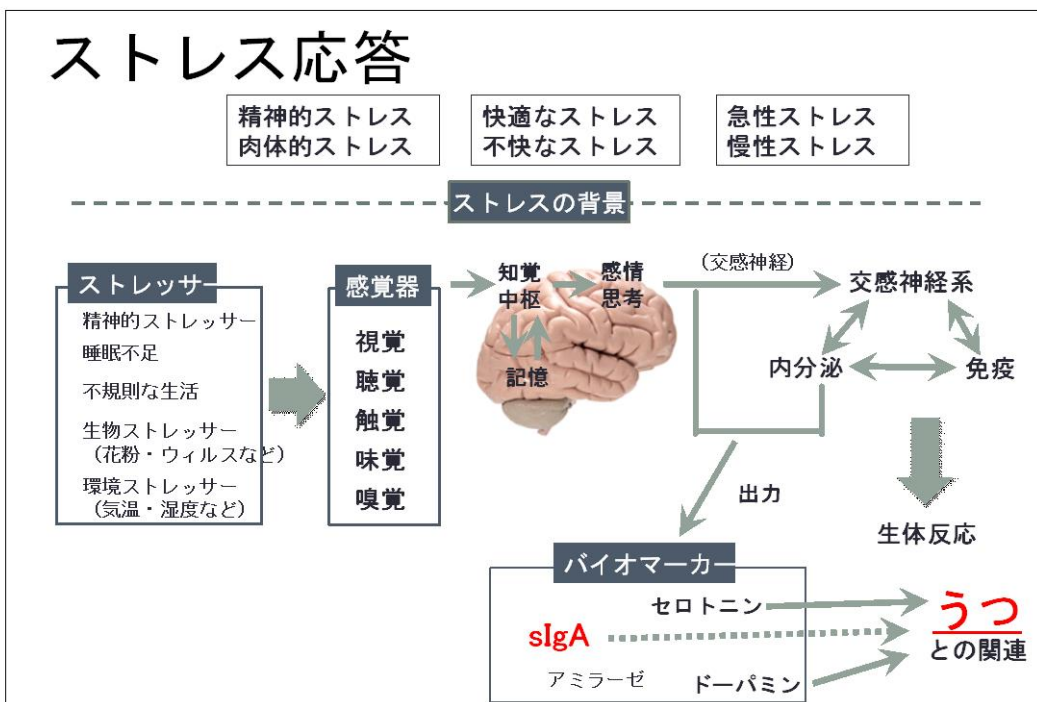 ストレス応答
精神的ストレス
肉体的ストレス
快適なストレス
不快なストレス
急性ストレス
慢性ストレス
ストレスの背景
ストレッサー
精神的ストレッサー
睡眠不足
不規則な生活
生物ストレッサー
（花粉・ウィルスなど）
環境ストレッサー
（気温・湿度など）
感覚器
視覚
聴覚
触覚
味覚
嗅覚
知覚
中枢
感情
思考
記憶
（交感神経）
交感神経系
内分泌
免疫
出力
生体反応
バイオマーカー
セロトニン
sIgA
アミラーゼ
ドーパミン
うつ
との関連